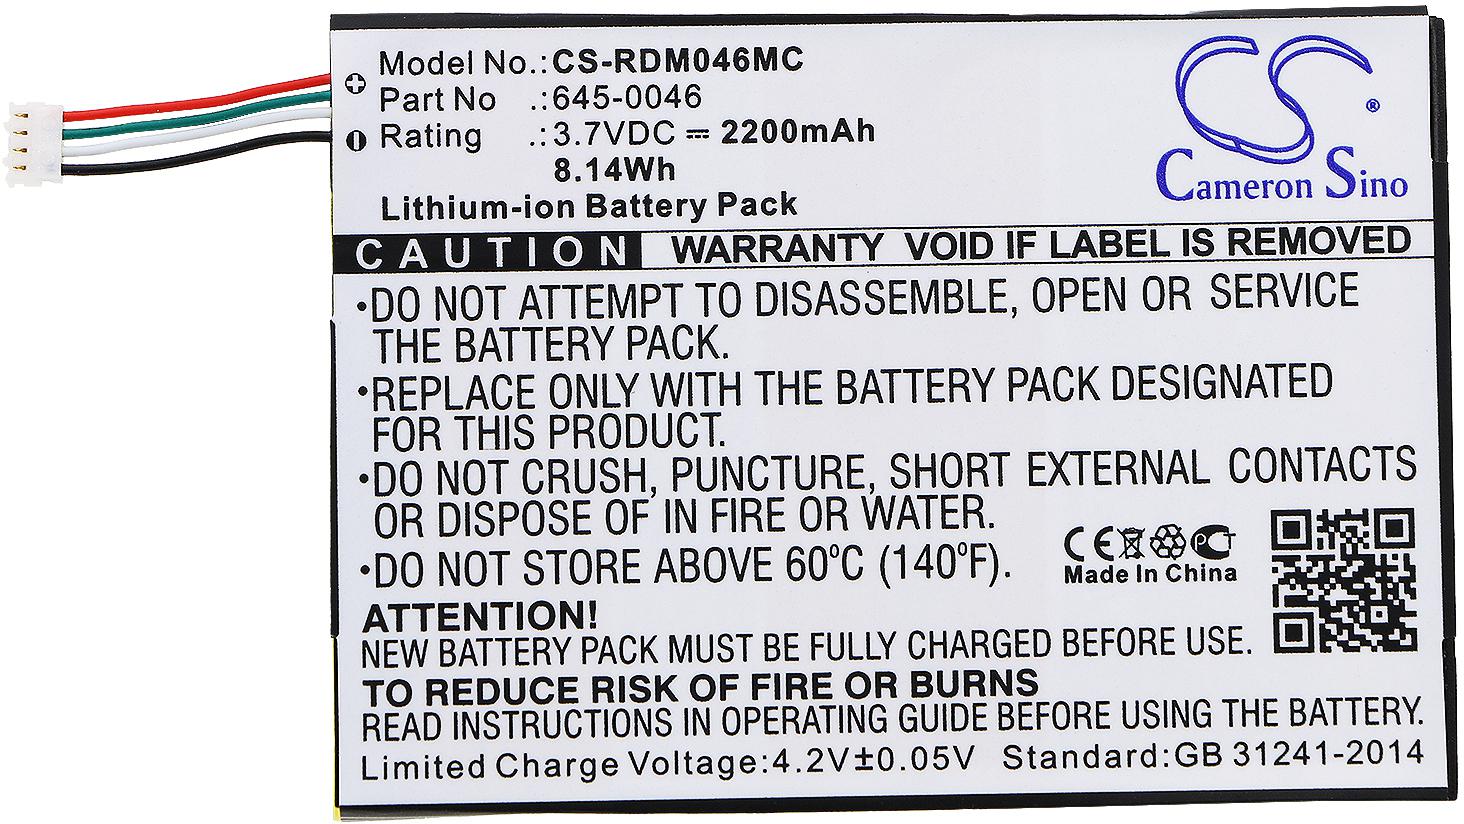 Model No.:CS-RDM046MC
Part No .:645-0046
Rating .:3.7VDC ⎓ 2200mAh
8.14Wh
Lithium-ion Battery Pack
CS®
Cameron Sino
CAUTION WARRANTY VOID IF LABEL IS REMOVED
•DO NOT ATTEMPT TO DISASSEMBLE, OPEN OR SERVICE
THE BATTERY PACK.
•REPLACE ONLY WITH THE BATTERY PACK DESIGNATED
FOR THIS PRODUCT.
•DO NOT CRUSH, PUNCTURE, SHORT EXTERNAL CONTACTS
OR DISPOSE OF IN FIRE OR WATER.
•DO NOT STORE ABOVE 60°C (140°F).
CE PCT
Made In China
ATTENTION!
NEW BATTERY PACK MUST BE FULLY CHARGED BEFORE USE.
TO REDUCE RISK OF FIRE OR BURNS
READ INSTRUCTIONS IN OPERATING GUIDE BEFORE USING THE BATTERY.
Limited Charge Voltage:4.2V±0.05V Standard:GB 31241-2014